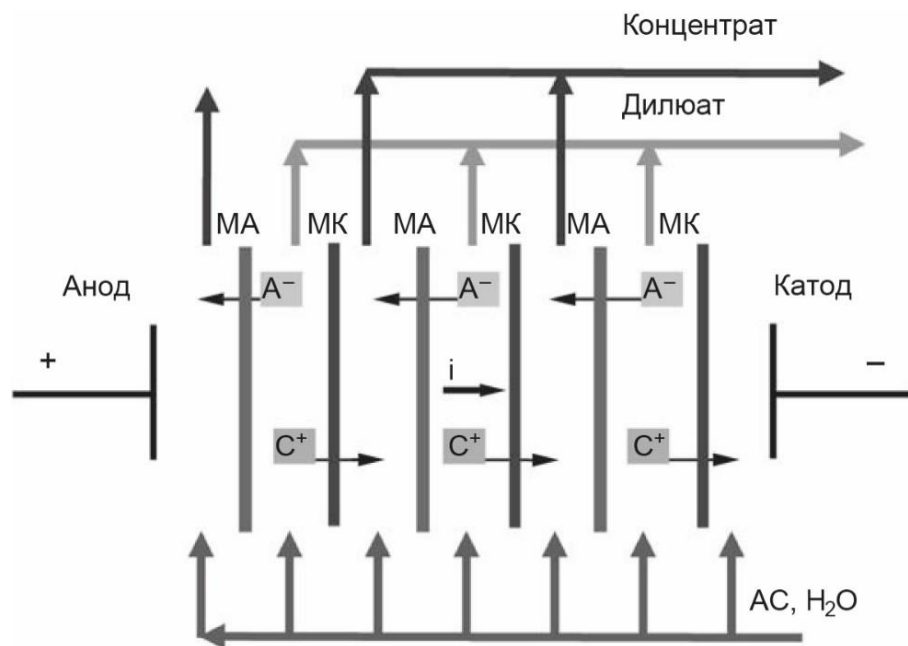 Концентрат
Дилюат
МА МК МА МК МА МК
Анод A⁻ A⁻ A⁻ Катод
+ i –
C⁺ C⁺ C⁺
AC, H₂O